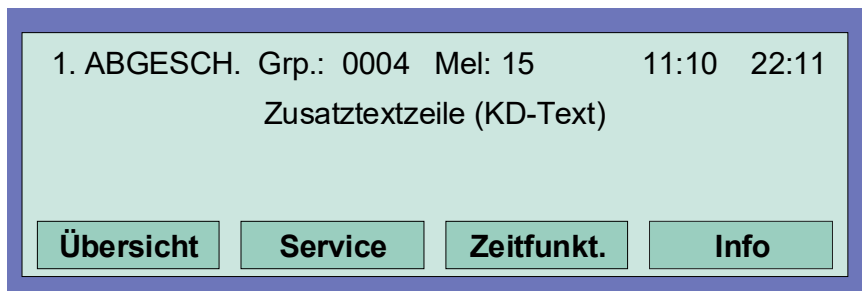 1. ABGESCH. Grp.: 0004 Mel: 15 11:10 22:11
Zusatztextzeile (KD-Text)
Übersicht Service Zeitfunkt. Info